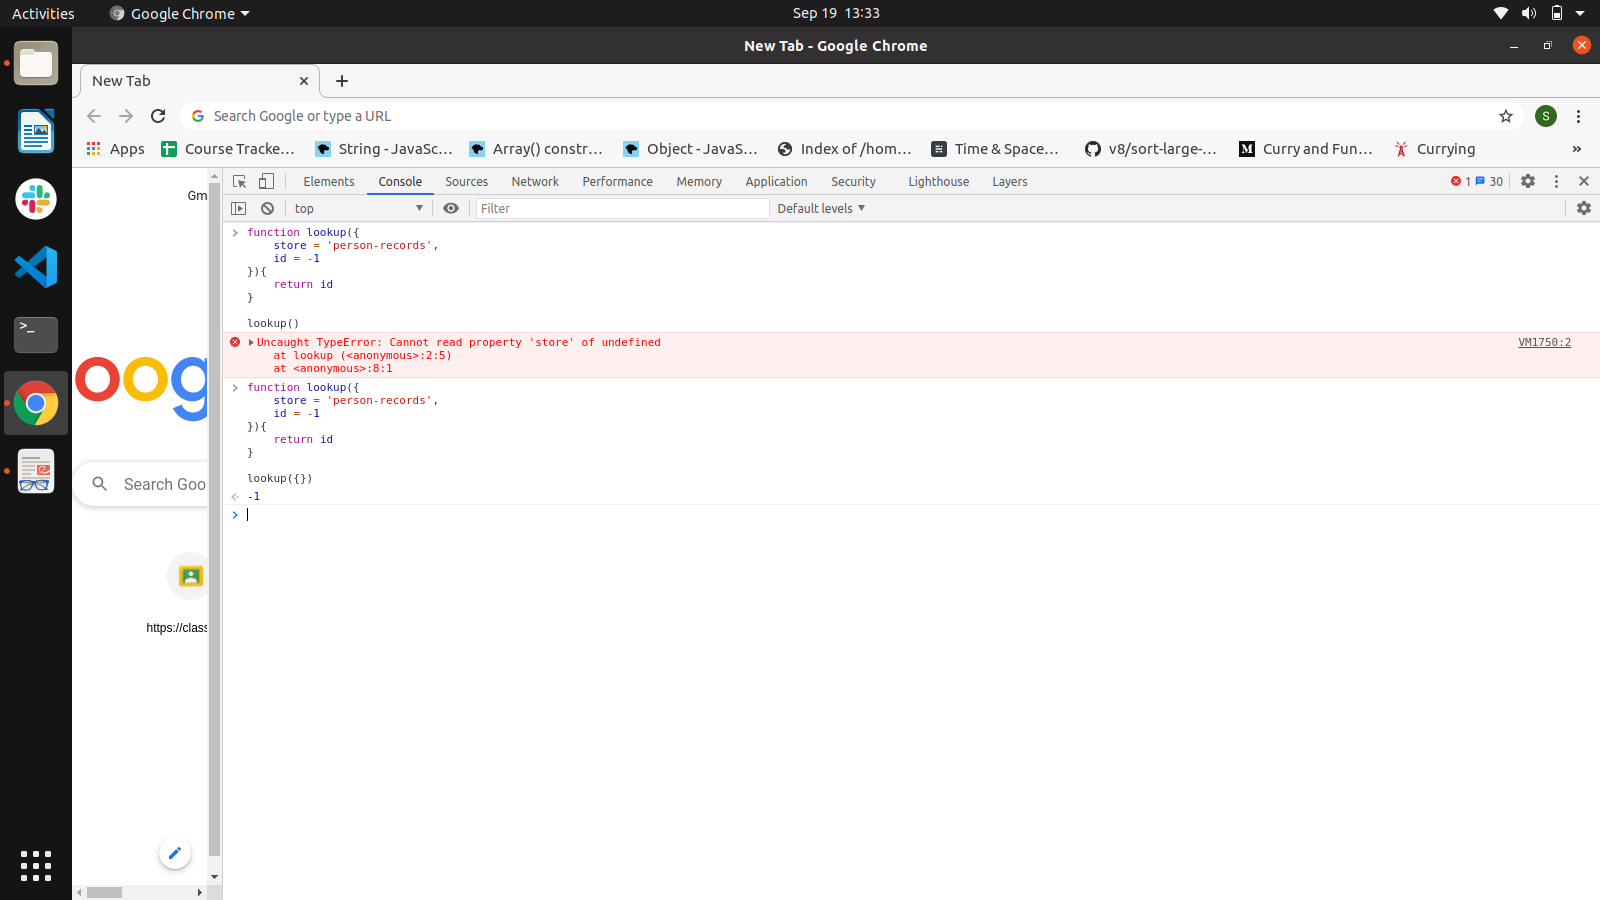 Activities Google Chrome Sep 19 13:33
New Tab - Google Chrome
New Tab
Search Google or type a URL S
Apps Course Tracke... String - JavaSc... Array() constr... Object - JavaS... Index of /hom... Time & Space... v8/sort-large-... M Curry and Fun... Currying »
Gm
oog
Search Goo
https://class
Elements Console Sources Network Performance Memory Application Security Lighthouse Layers 1 30
top Filter Default levels
function lookup({
store = 'person-records',
id = -1
}){
return id
}
lookup()
Uncaught TypeError: Cannot read property 'store' of undefined VM1750:2
at lookup (<anonymous>:2:5)
at <anonymous>:8:1
function lookup({
store = 'person-records',
id = -1
}){
return id
}
lookup({})
-1